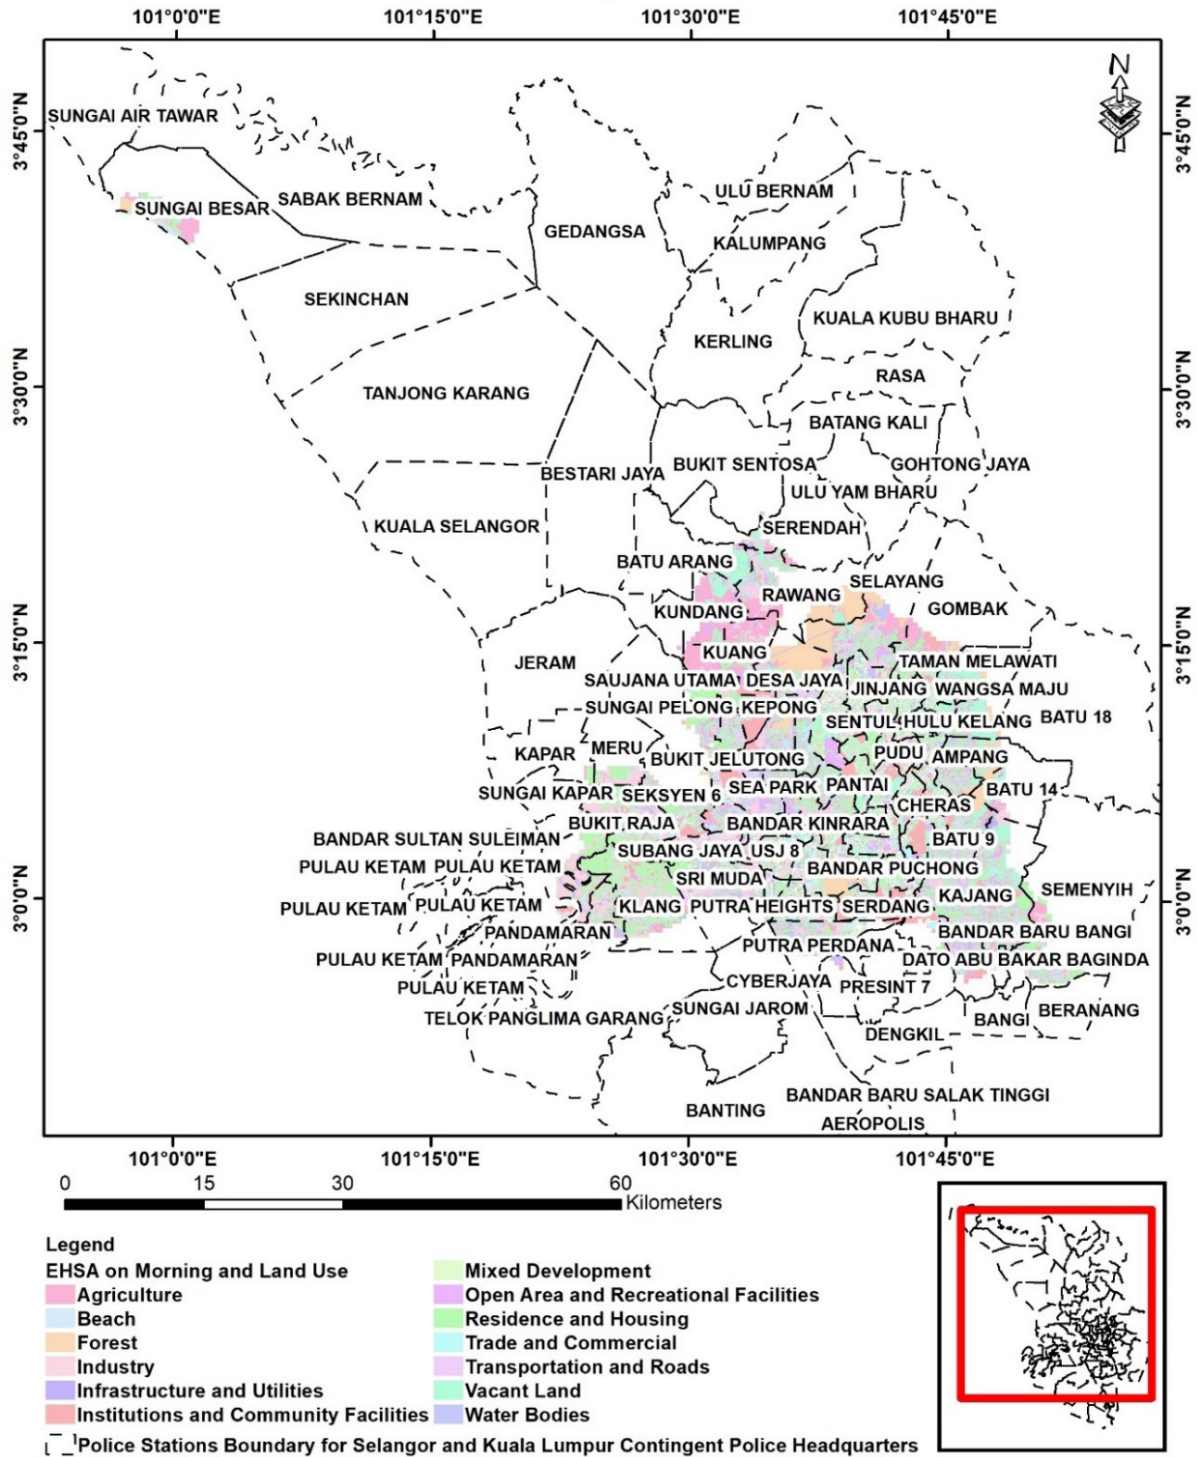 101°0'0"E 101°15'0"E 101°30'0"E 101°45'0"E
N
3°45'0"N
3°45'0"N
SUNGAI AIR TAWAR
ULU BERNAM
SABAK BERNAM
SUNGAI BESAR
GEDANGSA
KALUMPANG
SEKINCHAN
KUALA KUBU BHARU
KERLING
RASA
3°30'0"N
3°30'0"N
TANJONG KARANG
BATANG KALI
BUKIT SENTOSA
GOHTONG JAYA
BESTARI JAYA
ULU YAM BHARU
KUALA SELANGOR
SERENDAH
BATU ARANG
SELAYANG
RAWANG
KUNDANG
GOMBAK
3°15'0"N
3°15'0"N
KUANG
JERAM
TAMAN MELAWATI
SAUJANA UTAMA
DESA JAYA
JINJANG
WANGSA MAJU
SUNGAI PELONG
KEPONG
SENTUL
HULU KELANG
BATU 18
KAPAR
MERU
BUKIT JELUTONG
PUDU
AMPANG
SUNGAI KAPAR
SEKSYEN 6
SEA PARK
PANTAI
BATU 14
CHERAS
BUKIT RAJA
BANDAR KINRARA
BANDAR SULTAN SULEIMAN
BATU 9
SUBANG JAYA
USJ 8
PULAU KETAM
PULAU KETAM
BANDAR PUCHONG
SRI MUDA
SEMENYIH
KAJANG
3°0'0"N
3°0'0"N
PULAU KETAM
PULAU KETAM
KLANG
PUTRA HEIGHTS
SERDANG
PANDAMARAN
BANDAR BARU BANGI
PUTRA PERDANA
PULAU KETAM
PANDAMARAN
DATO ABU BAKAR BAGINDA
CYBERJAYA
PRESINT 7
PULAU KETAM
SUNGAI JAROM
BERANANG
TELOK PANGLIMA GARANG
BANGI
DENGKIL
BANDAR BARU SALAK TINGGI
BANTING
AEROPOLIS
101°0'0"E 101°15'0"E 101°30'0"E 101°45'0"E
0 15 30 60
Kilometers
Legend
EHSA on Morning and Land Use
Agriculture
Beach
Forest
Industry
Infrastructure and Utilities
Institutions and Community Facilities
Mixed Development
Open Area and Recreational Facilities
Residence and Housing
Trade and Commercial
Transportation and Roads
Vacant Land
Water Bodies
Police Stations Boundary for Selangor and Kuala Lumpur Contingent Police Headquarters